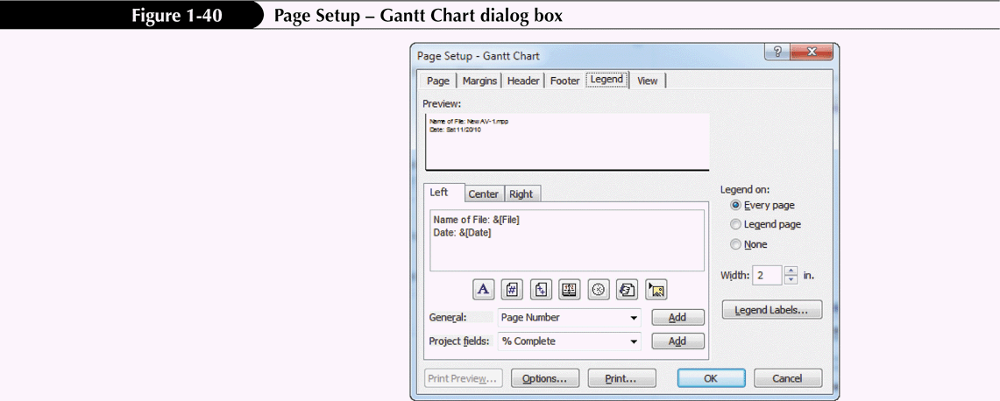 Figure 1-40 Page Setup – Gantt Chart dialog box
Page Setup - Gantt Chart
Page Margins Header Footer Legend View
Preview:
Name of File: New AV-1.mpp
Date: Sat 11/20/10
Left Center Right
Name of File: &[File]
Date: &[Date]
Legend on:
Every page
Legend page
None
Width: 2 in.
Legend Labels...
General: Page Number Add
Project fields: % Complete Add
Print Preview... Options... Print... OK Cancel